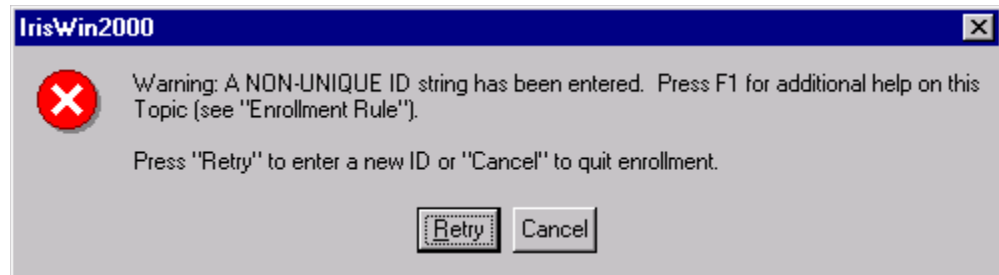 IrisWin2000
Warning: A NON-UNIQUE ID string has been entered.  Press F1 for additional help on this
Topic (see "Enrollment Rule").
Press "Retry" to enter a new ID or "Cancel" to quit enrollment.
Retry Cancel